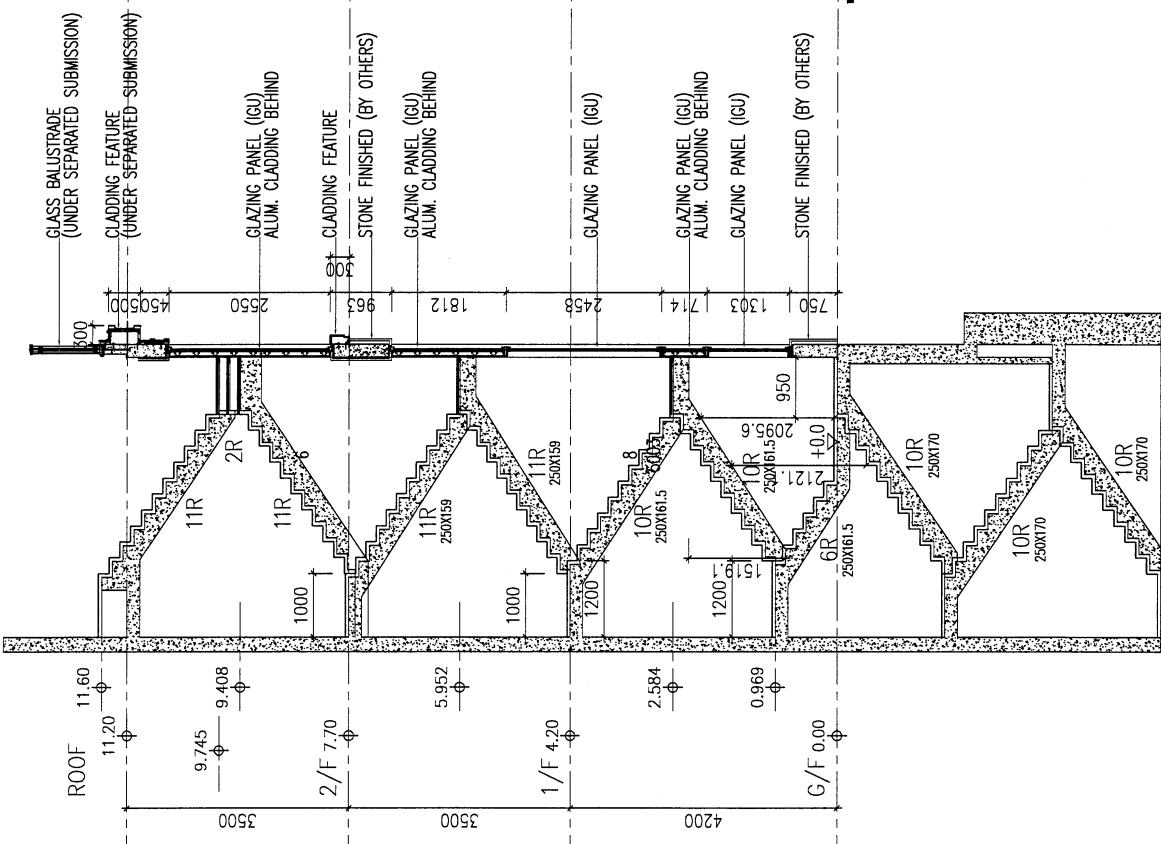 GLASS BALUSTRADE
(UNDER SEPARATED SUBMISSION)
CLADDING FEATURE
(UNDER SEPARATED SUBMISSION)
GLAZING PANEL (IGU)
ALUM. CLADDING BEHIND
CLADDING FEATURE
STONE FINISHED (BY OTHERS)
GLAZING PANEL (IGU)
ALUM. CLADDING BEHIND
GLAZING PANEL (IGU)
GLAZING PANEL (IGU)
ALUM. CLADDING BEHIND
GLAZING PANEL (IGU)
STONE FINISHED (BY OTHERS)
300
500
450
2550
300
963
1812
2458
714
1303
750
950
2095.6
+0.0
2121.
1519.1
2R
11R
11R
6
11R
250X159
11R
250X159
8
10R
250X161.5
10R
250X161.5
6R
250X161.5
10R
250X170
10R
250X170
10R
250X170
1000
1000
1200
1200
11.60
9.408
5.952
2.584
0.969
ROOF
11.20
9.745
2/F 7.70
1/F 4.20
G/F 0.00
3500
3500
4200